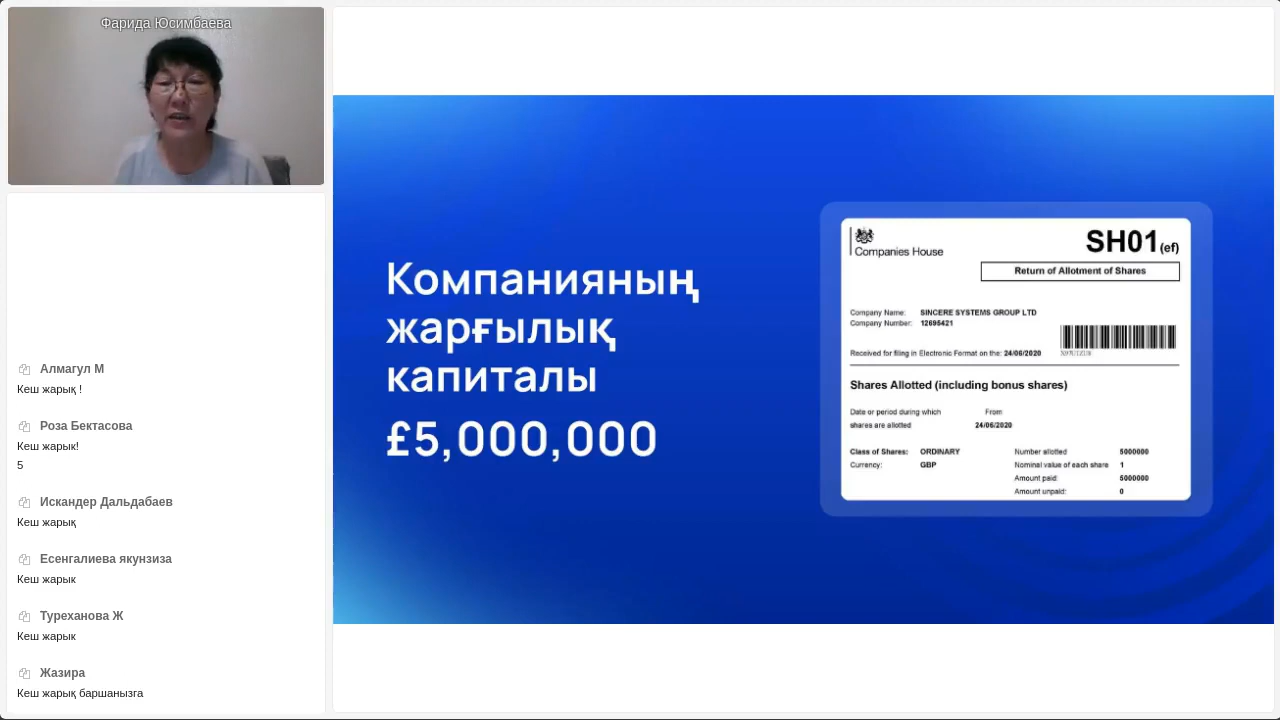 Фарида Юсимбаева
Алмагул М
Кеш жарық !
Роза Бектасова
Кеш жарык!
5
Искандер Дальдабаев
Кеш жарық
Есенгалиева якунзиза
Кеш жарык
Туреханова Ж
Кеш жарык
Жазира
Кеш жарық баршанызга
Компанияның
жарғылық
капиталы
£5,000,000
Companies House
SH01(ef)
Return of Allotment of Shares
Company Name: SINCERE SYSTEMS GROUP LTD
Company Number: 12695421
Received for filing in Electronic Format on the: 24/06/2020
Shares Allotted (including bonus shares)
Date or period during which From
shares are allotted 24/06/2020
Class of Shares: ORDINARY Number allotted 5000000
Currency: GBP Nominal value of each share 1
Amount paid: 5000000
Amount unpaid: 0